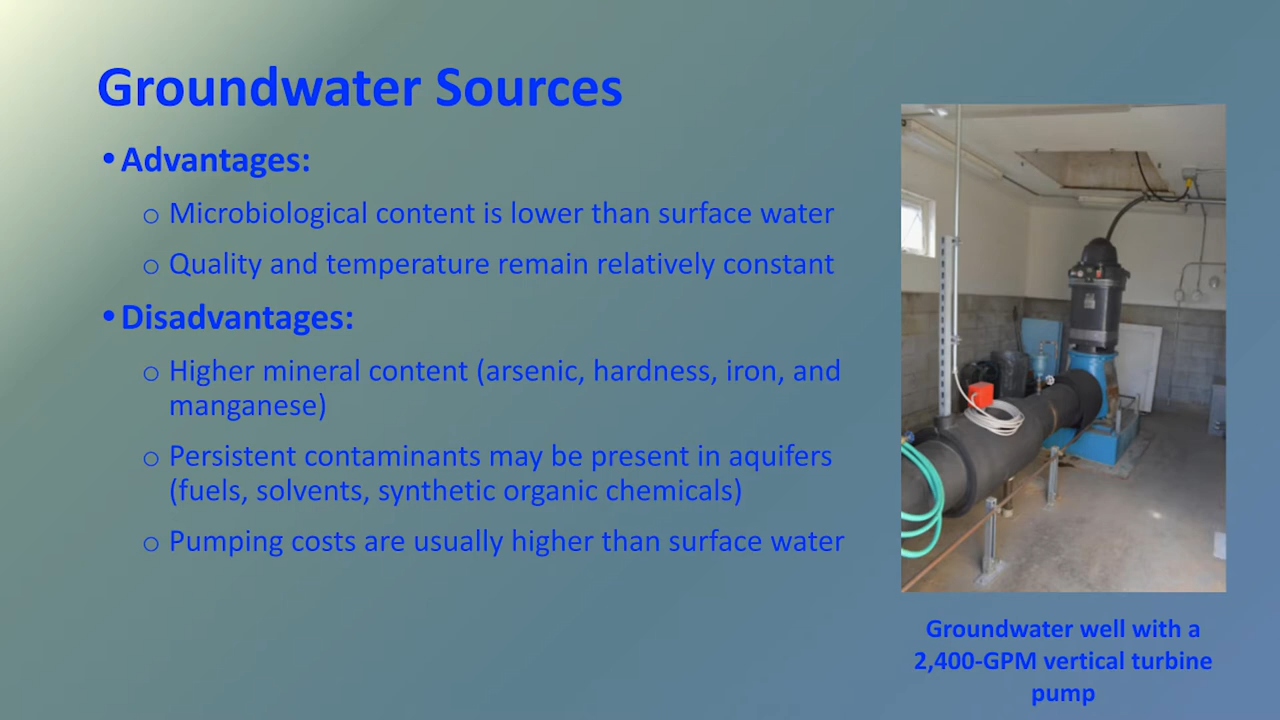 Groundwater Sources
•Advantages:
o Microbiological content is lower than surface water
o Quality and temperature remain relatively constant
•Disadvantages:
o Higher mineral content (arsenic, hardness, iron, and
manganese)
o Persistent contaminants may be present in aquifers
(fuels, solvents, synthetic organic chemicals)
o Pumping costs are usually higher than surface water
Groundwater well with a
2,400-GPM vertical turbine
pump